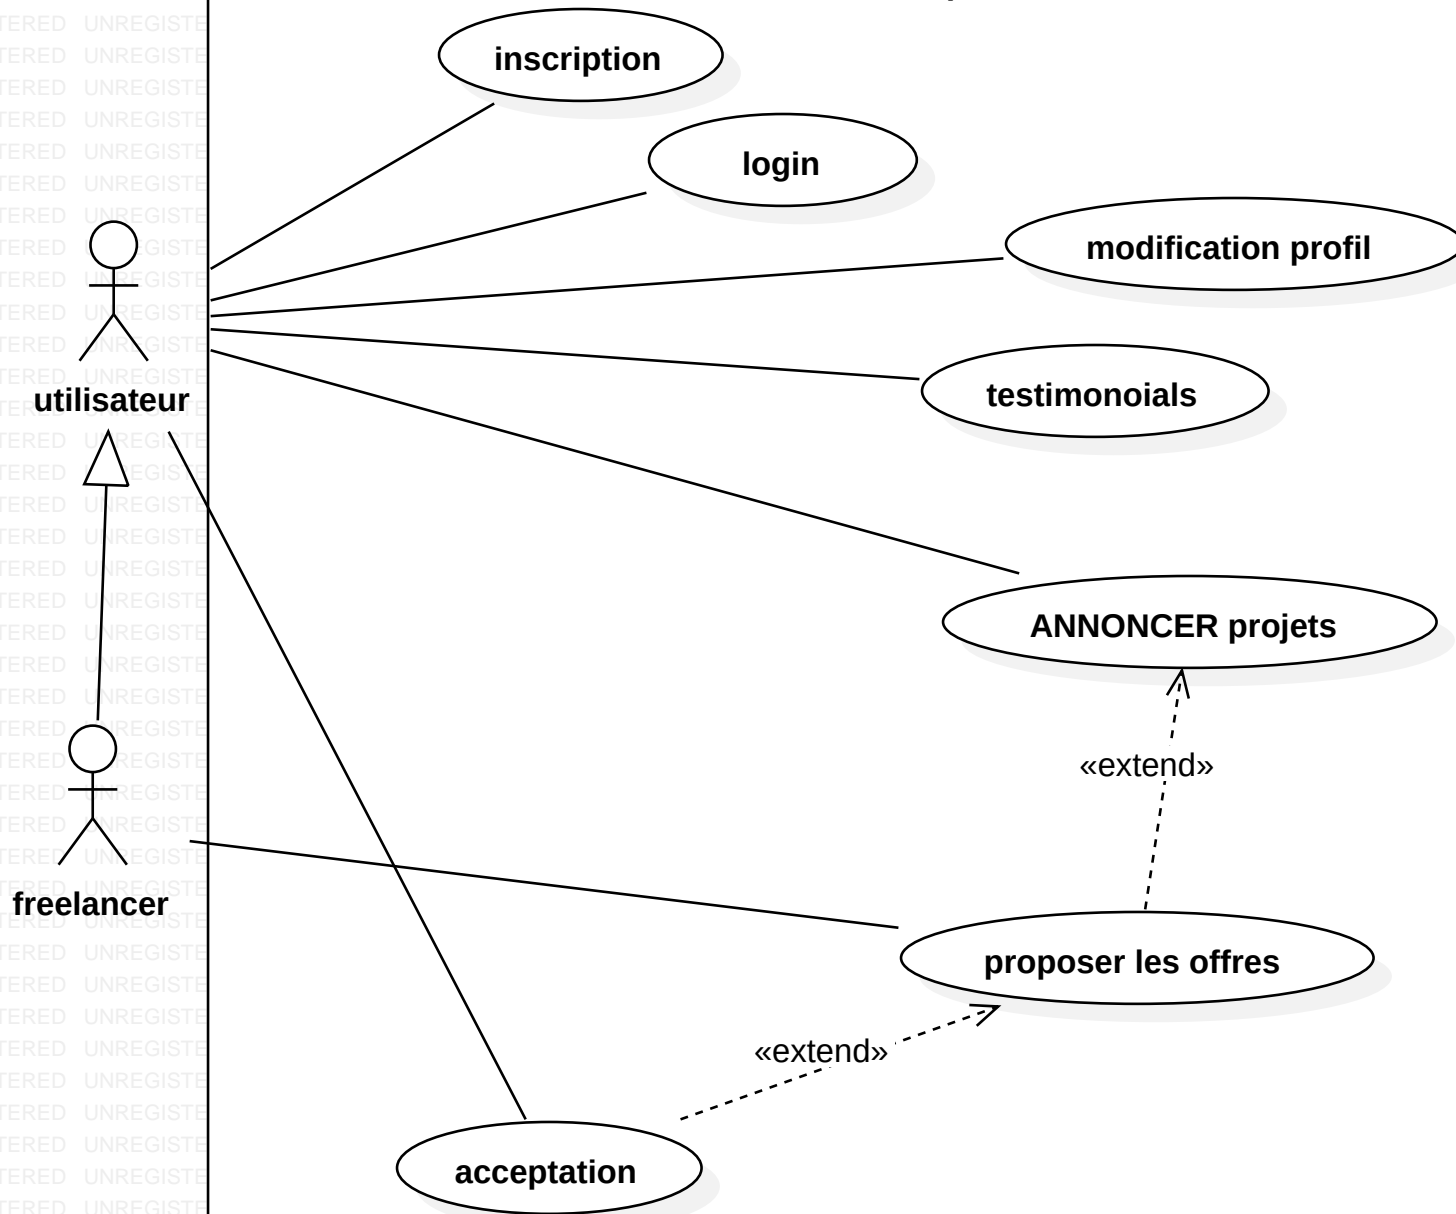 inscription
login
modification profil
testimonoials
utilisateur
ANNONCER projets
«extend»
freelancer
proposer les offres
«extend»
acceptation